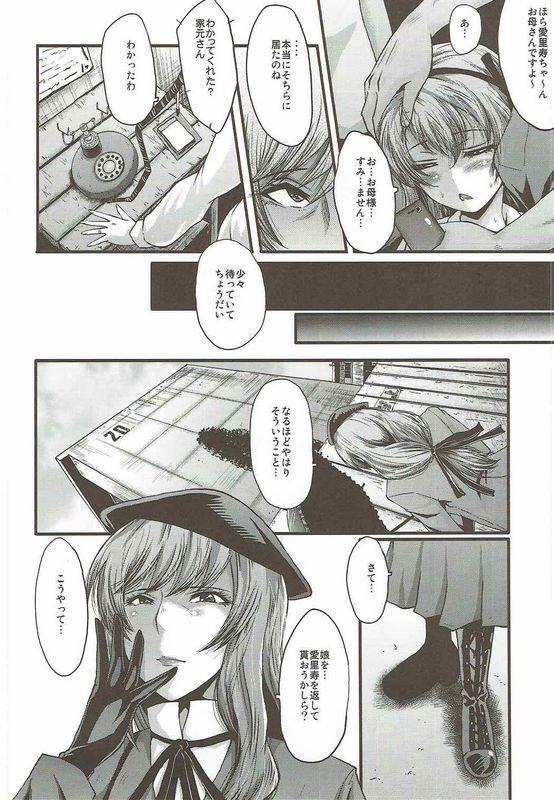 ほら愛里寿ちゃ～ん
お母さんですよ～
あ…
お…お母様…
すみ…ません…
……
本当にそちらに
居たのね
わかってくれた？
家元さん
わかったわ
少々
待っていて
ちょうだい
なるほどやはり
そういうこと…
20
さて…
娘を…
愛里寿を返して
貰おうかしら？
こうやって…